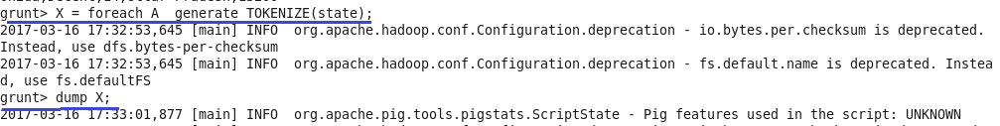 grunt> X = foreach A  generate TOKENIZE(state);
2017-03-16 17:32:53,645 [main] INFO  org.apache.hadoop.conf.Configuration.deprecation - io.bytes.per.checksum is deprecated.
Instead, use dfs.bytes-per-checksum
2017-03-16 17:32:53,645 [main] INFO  org.apache.hadoop.conf.Configuration.deprecation - fs.default.name is deprecated. Instea
d, use fs.defaultFS
grunt> dump X;
2017-03-16 17:33:01,877 [main] INFO  org.apache.pig.tools.pigstats.ScriptState - Pig features used in the script: UNKNOWN